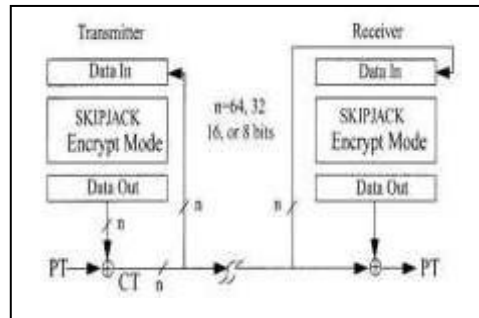 Transmitter
Data In
SKIPJACK
Encrypt Mode
Data Out
n
PT
CT
n
n
n=64, 32
16, or 8 bits
n
Receiver
Data In
SKIPJACK
Encrypt Mode
Data Out
PT